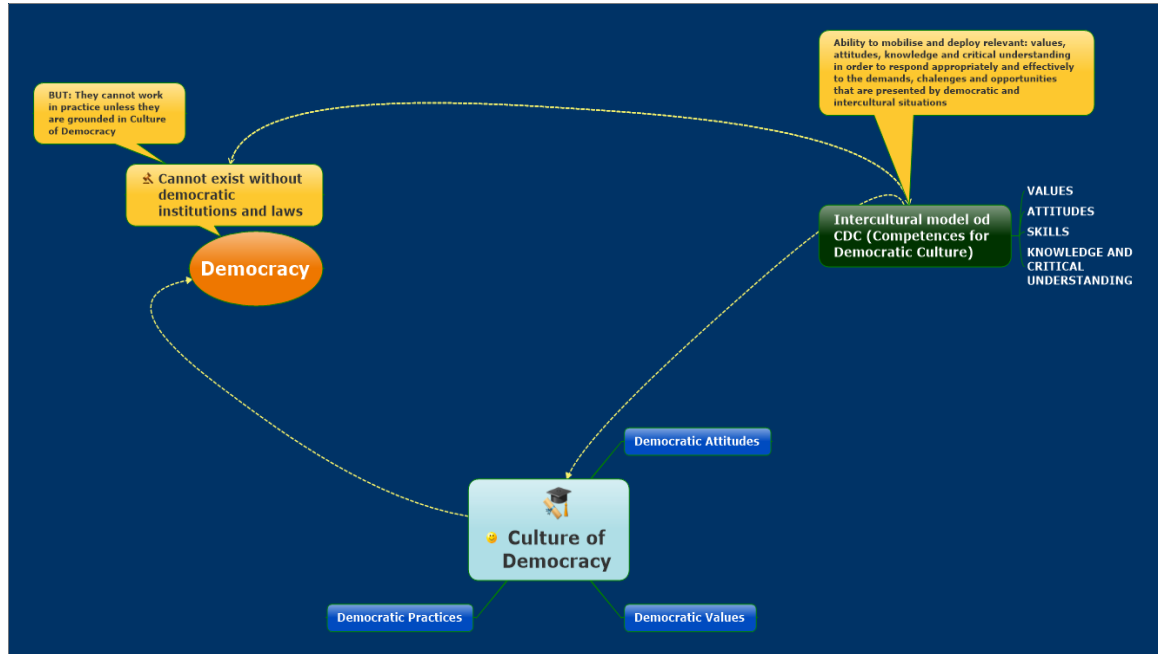 Ability to mobilise and deploy relevant: values,
attitudes, knowledge and critical understanding
in order to respond appropriately and effectively
to the demands, chalenges and opportunities
that are presented by democratic and
intercultural situations
BUT: They cannot work
in practice unless they
are grounded in Culture
of Democracy
Cannot exist without
democratic
institutions and laws
Democracy
Intercultural model od
CDC (Competences for
Democratic Culture)
VALUES
ATTITUDES
SKILLS
KNOWLEDGE AND
CRITICAL
UNDERSTANDING
Democratic Attitudes
Culture of
Democracy
Democratic Practices
Democratic Values